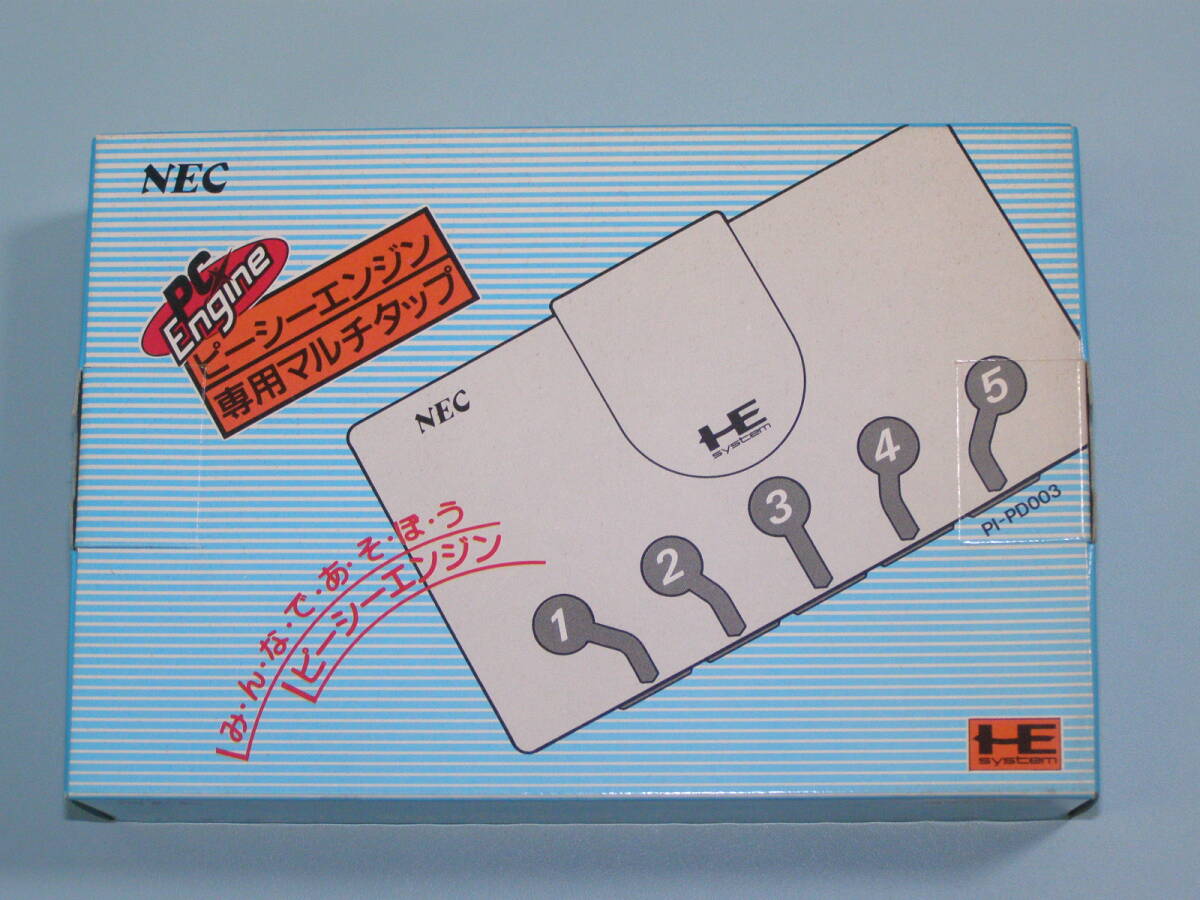 NEC
PC
Engine
ピーシーエンジン
専用マルチタップ
NEC
HE
system
1
2
3
4
5
PI-PD003
み・ん・な・で・あ・そ・ぼ・う
ピーシーエンジン
HE
system